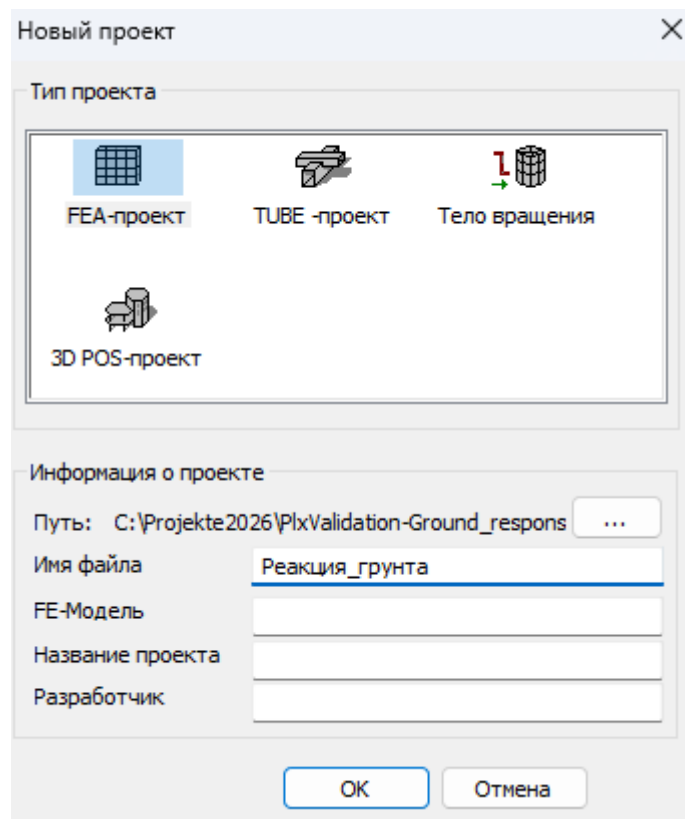 Новый проект
Тип проекта
FEA-проект TUBE -проект Тело вращения
3D POS-проект
Информация о проекте
Путь: C:\Projekte2026\PlxValidation-Ground_respons ...
Имя файла Реакция_грунта
FE-Модель
Название проекта
Разработчик
OK Отмена